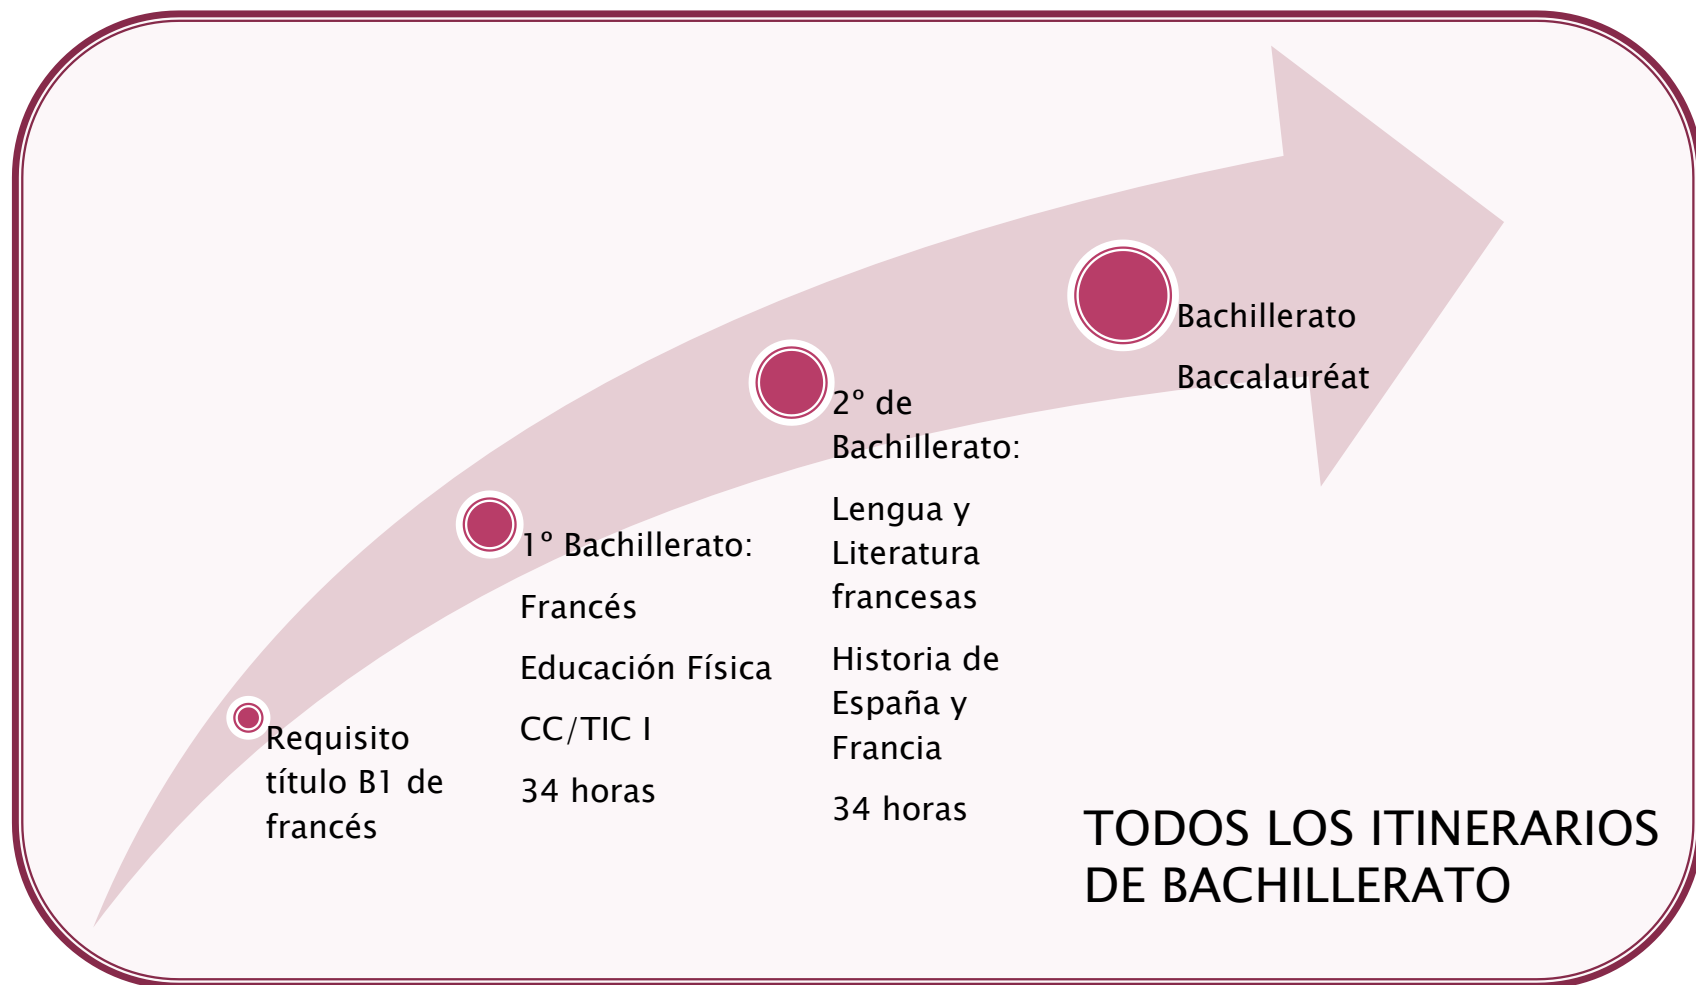 Requisito
título B1 de
francés
1º Bachillerato:
Francés
Educación Física
CC/TIC I
34 horas
2º de
Bachillerato:
Lengua y
Literatura
francesas
Historia de
España y
Francia
34 horas
Bachillerato
Baccalauréat
TODOS LOS ITINERARIOS
DE BACHILLERATO